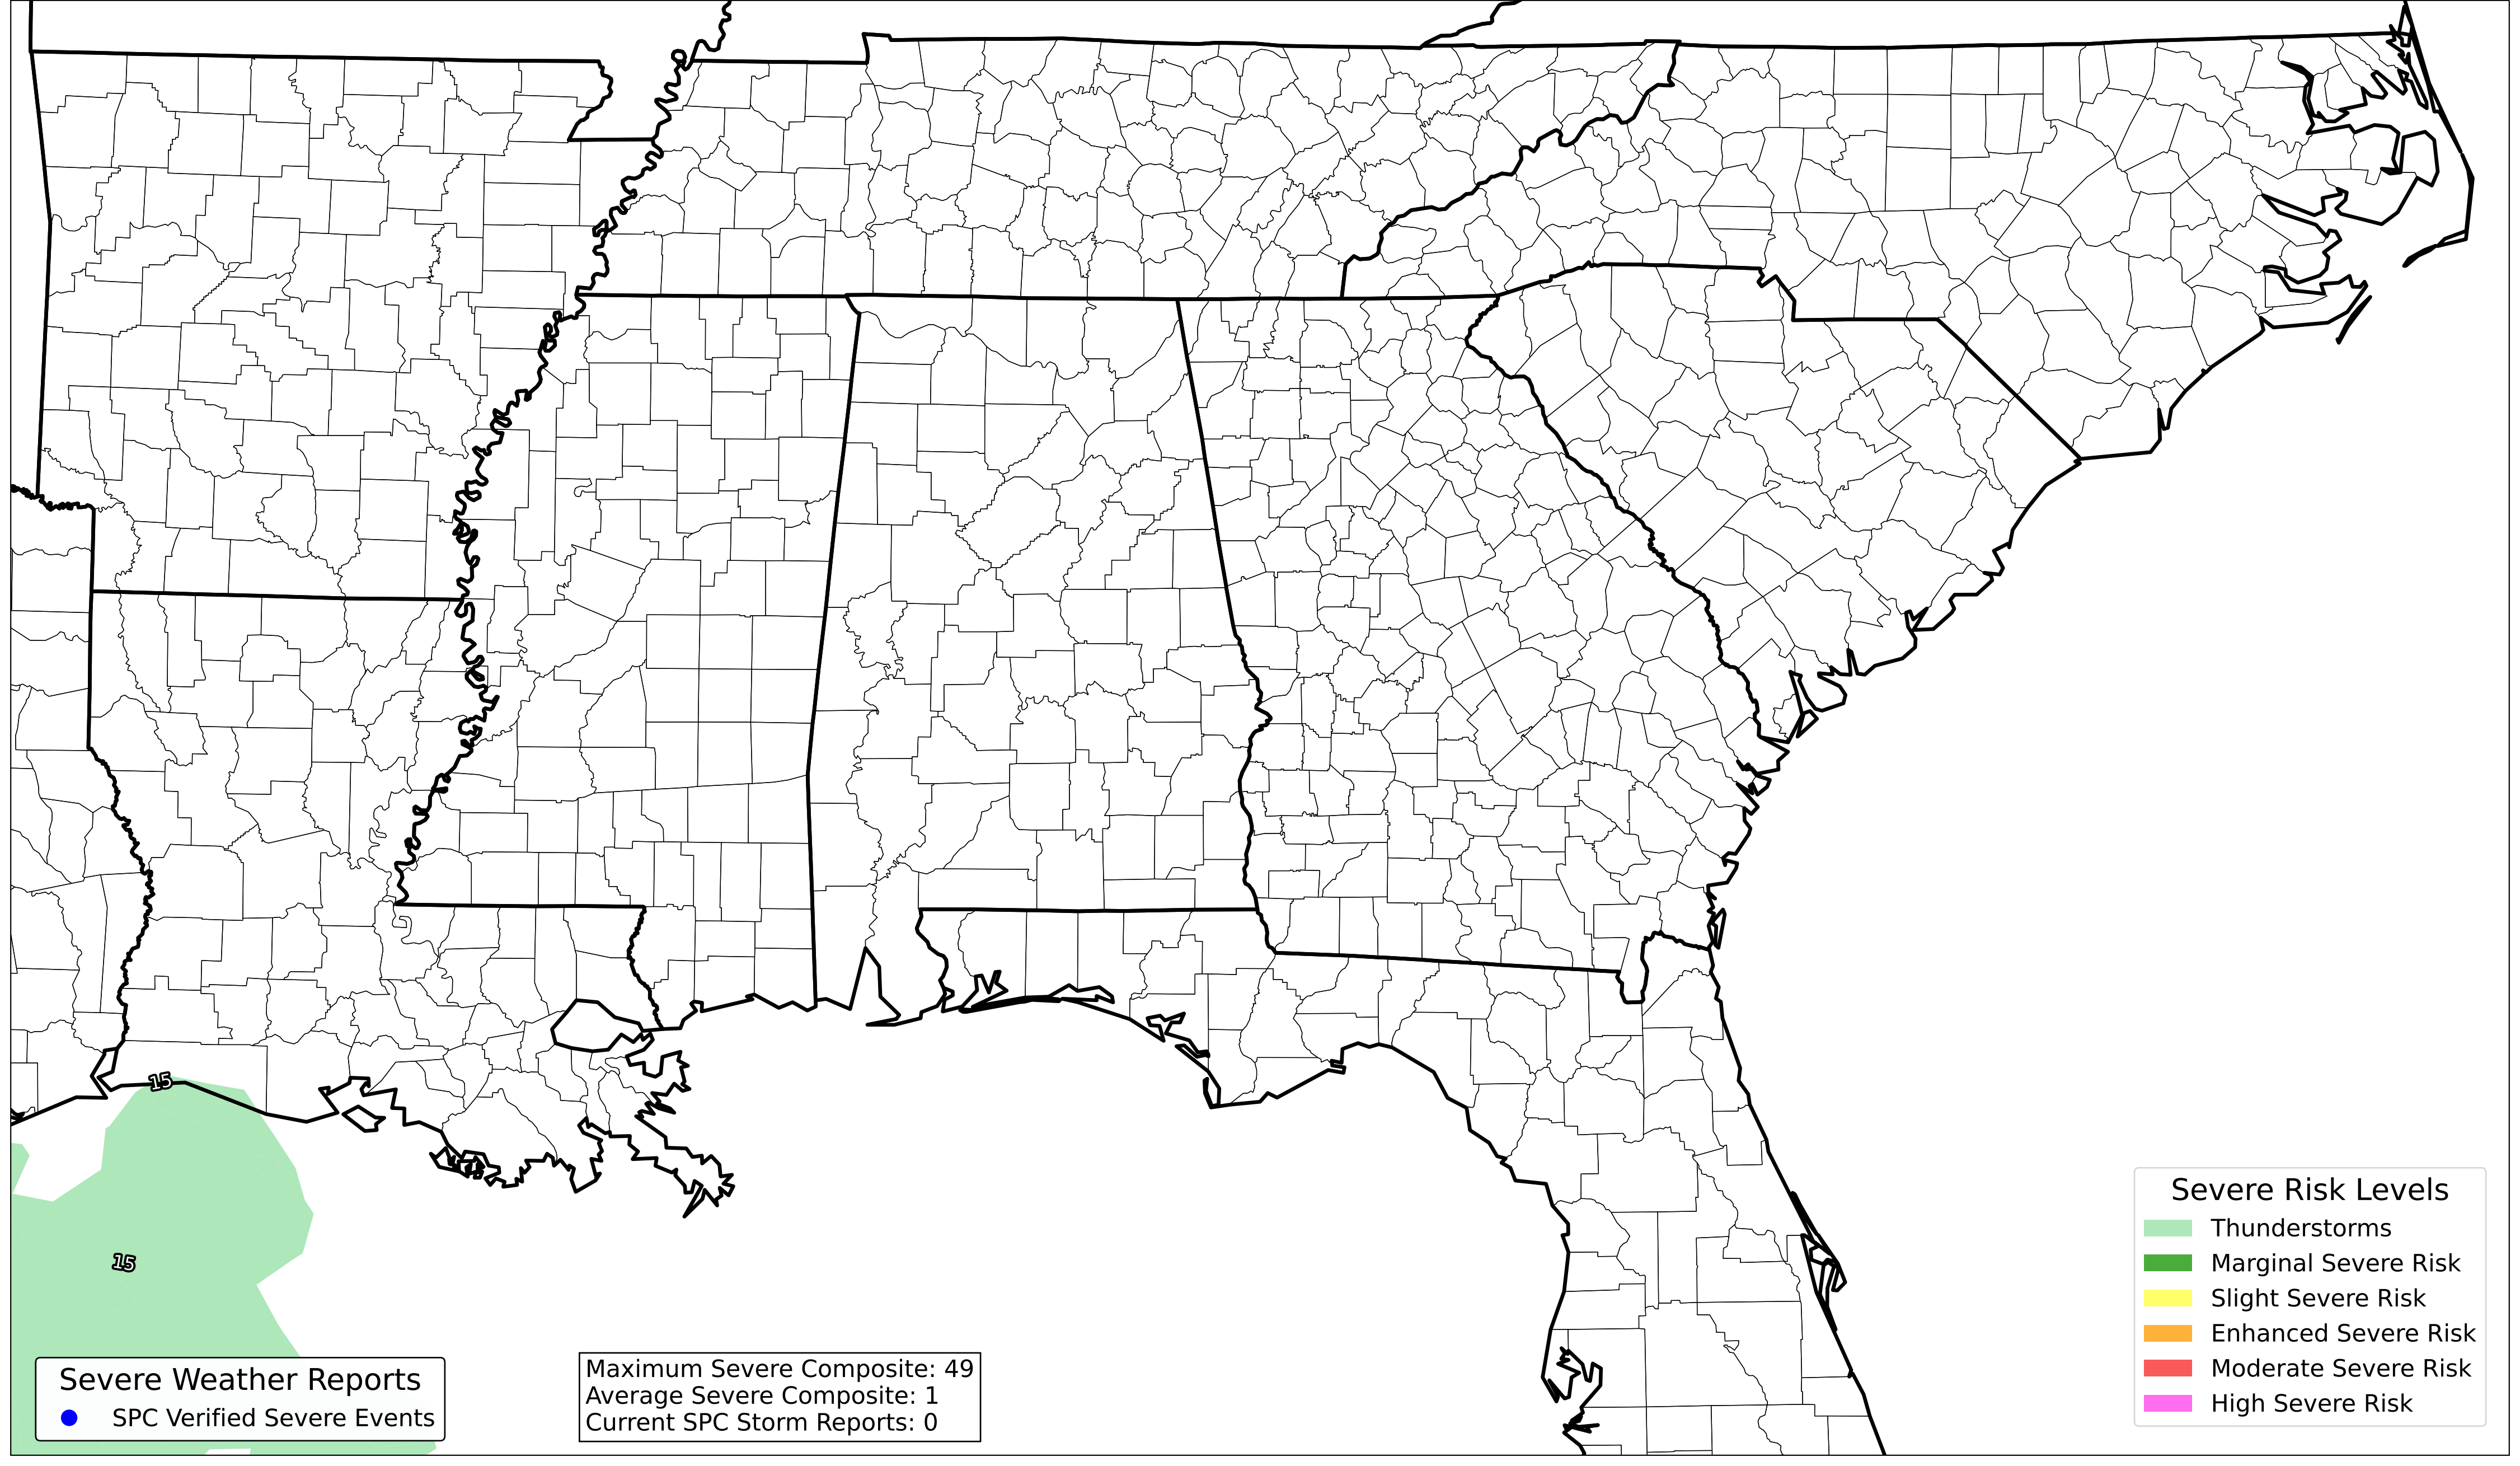 15
15
Severe Risk Levels
Thunderstorms
Marginal Severe Risk
Slight Severe Risk
Enhanced Severe Risk
Moderate Severe Risk
High Severe Risk
Severe Weather Reports
SPC Verified Severe Events
Maximum Severe Composite: 49
Average Severe Composite: 1
Current SPC Storm Reports: 0